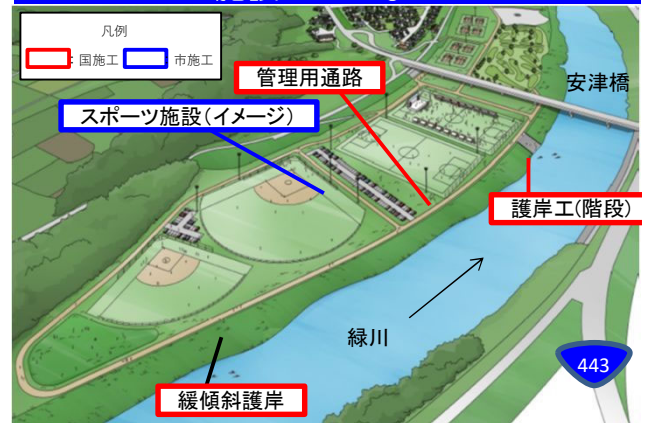 凡例
：国施工 ：市施工
管理用通路
安津橋
スポーツ施設（イメージ）
護岸工（階段）
緑川
443
緩傾斜護岸